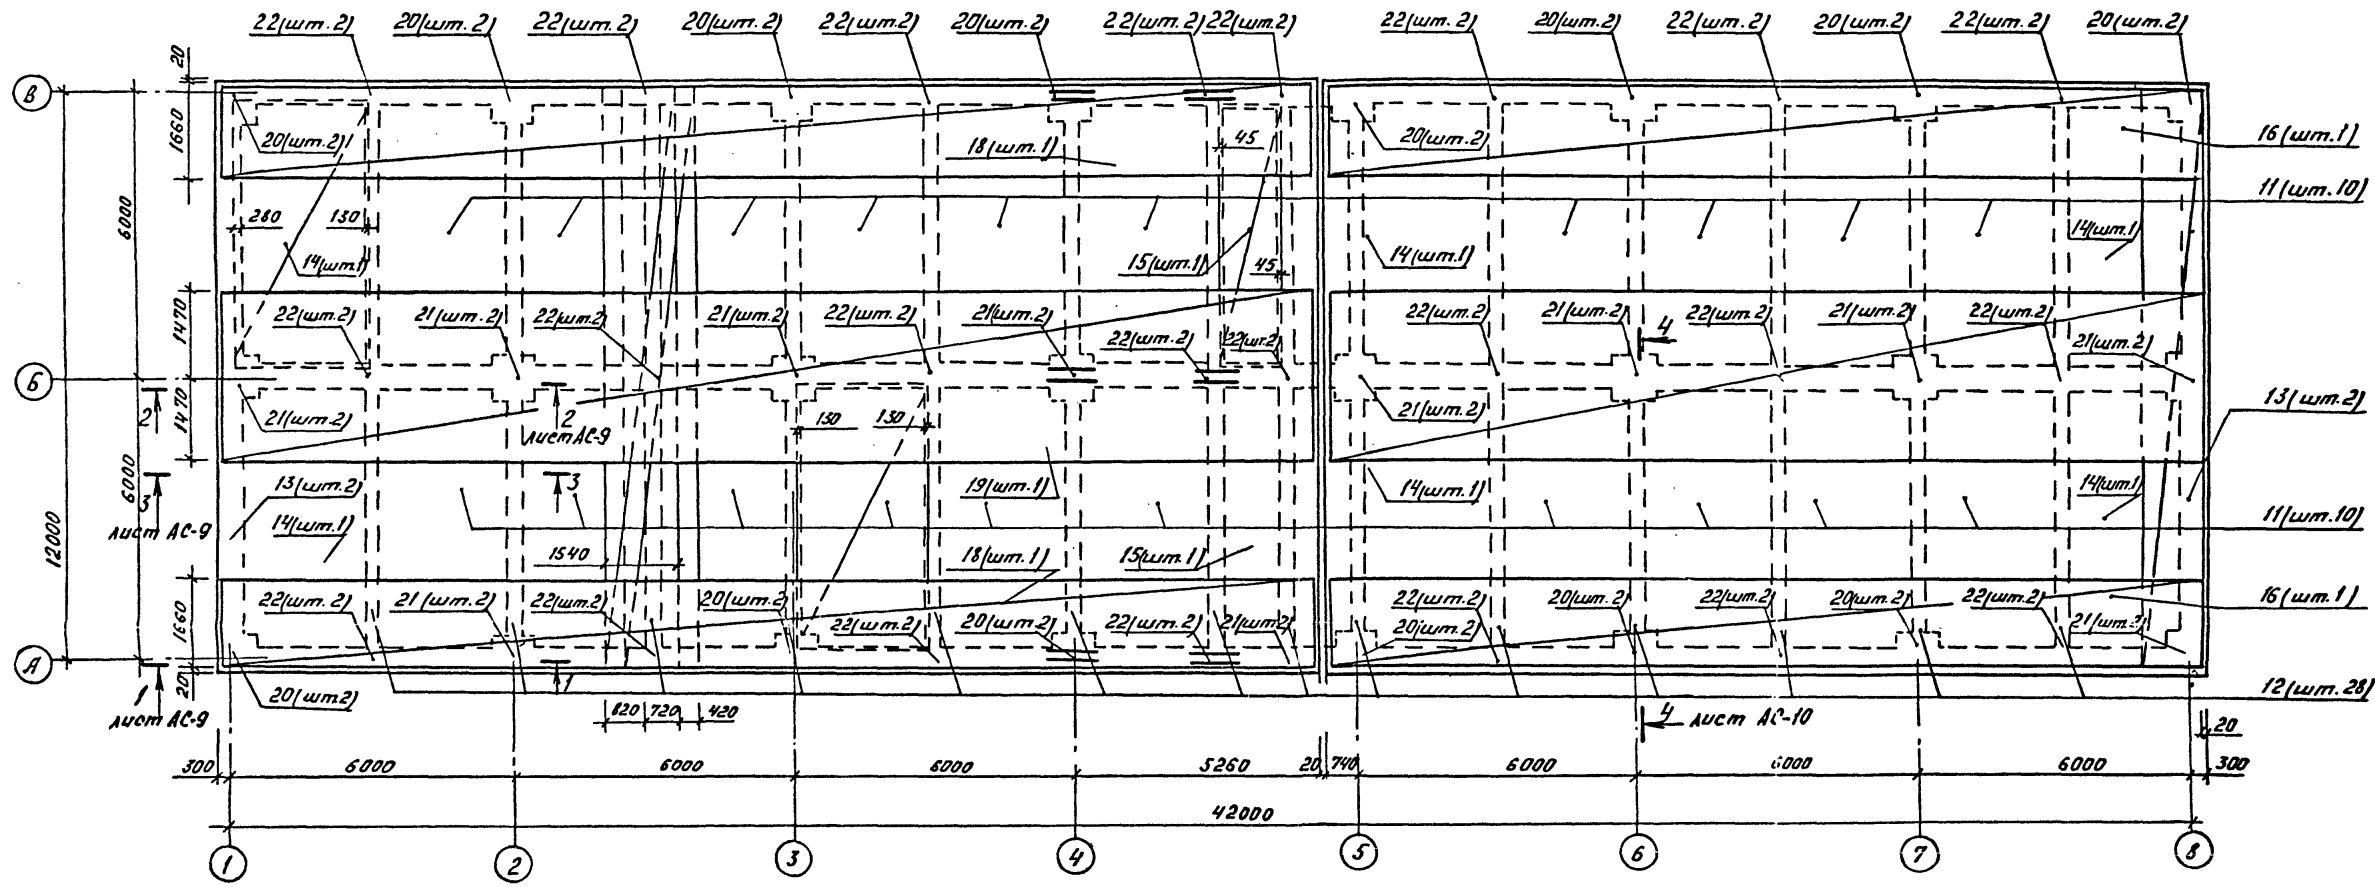 22(шт.2) 20(шт.2) 22(шт.2) 20(шт.2) 22(шт.2) 20(шт.2) 22(шт.2) 22(шт.2) 22(шт.2) 20(шт.2) 22(шт.2) 20(шт.2) 22(шт.2) 20(шт.2)
20
В
1660
20(шт.2) 18(шт.1) 45 20(шт.2) 16(шт.1)
11(шт.10)
6000
280 130
14(шт.1) 15(шт.1) 45 14(шт.1) 14(шт.1)
1470
22(шт.2) 21(шт.2) 22(шт.2) 21(шт.2) 22(шт.2) 21(шт.2) 22(шт.2) 22(шт.2) 22(шт.2) 21(шт.2) 4 22(шт.2) 21(шт.2) 22(шт.2) 21(шт.2)
Б
1470
2 21(шт.2) 2 130 130 21(шт.2) 13(шт.2)
лист АС-9
6000
12000
3 13(шт.2) 3 19(шт.1) 14(шт.1) 14(шт.1)
лист АС-9 14(шт.1) 11(шт.10)
1540 18(шт.1) 15(шт.1)
1660
22(шт.2) 21(шт.2) 22(шт.2) 20(шт.2) 22(шт.2) 20(шт.2) 22(шт.2) 21(шт.2) 22(шт.2) 20(шт.2) 22(шт.2) 20(шт.2) 22(шт.2) 16(шт.1)
20(шт.2) 21(шт.2)
А
20
1 20(шт2) 1 12(шт.28)
лист АС-9 820 720 420 4 лист АС-10
20
300 6000 6000 6000 5260 20 740 6000 6000 6000 300
42000
1 2 3 4 5 6 7 8